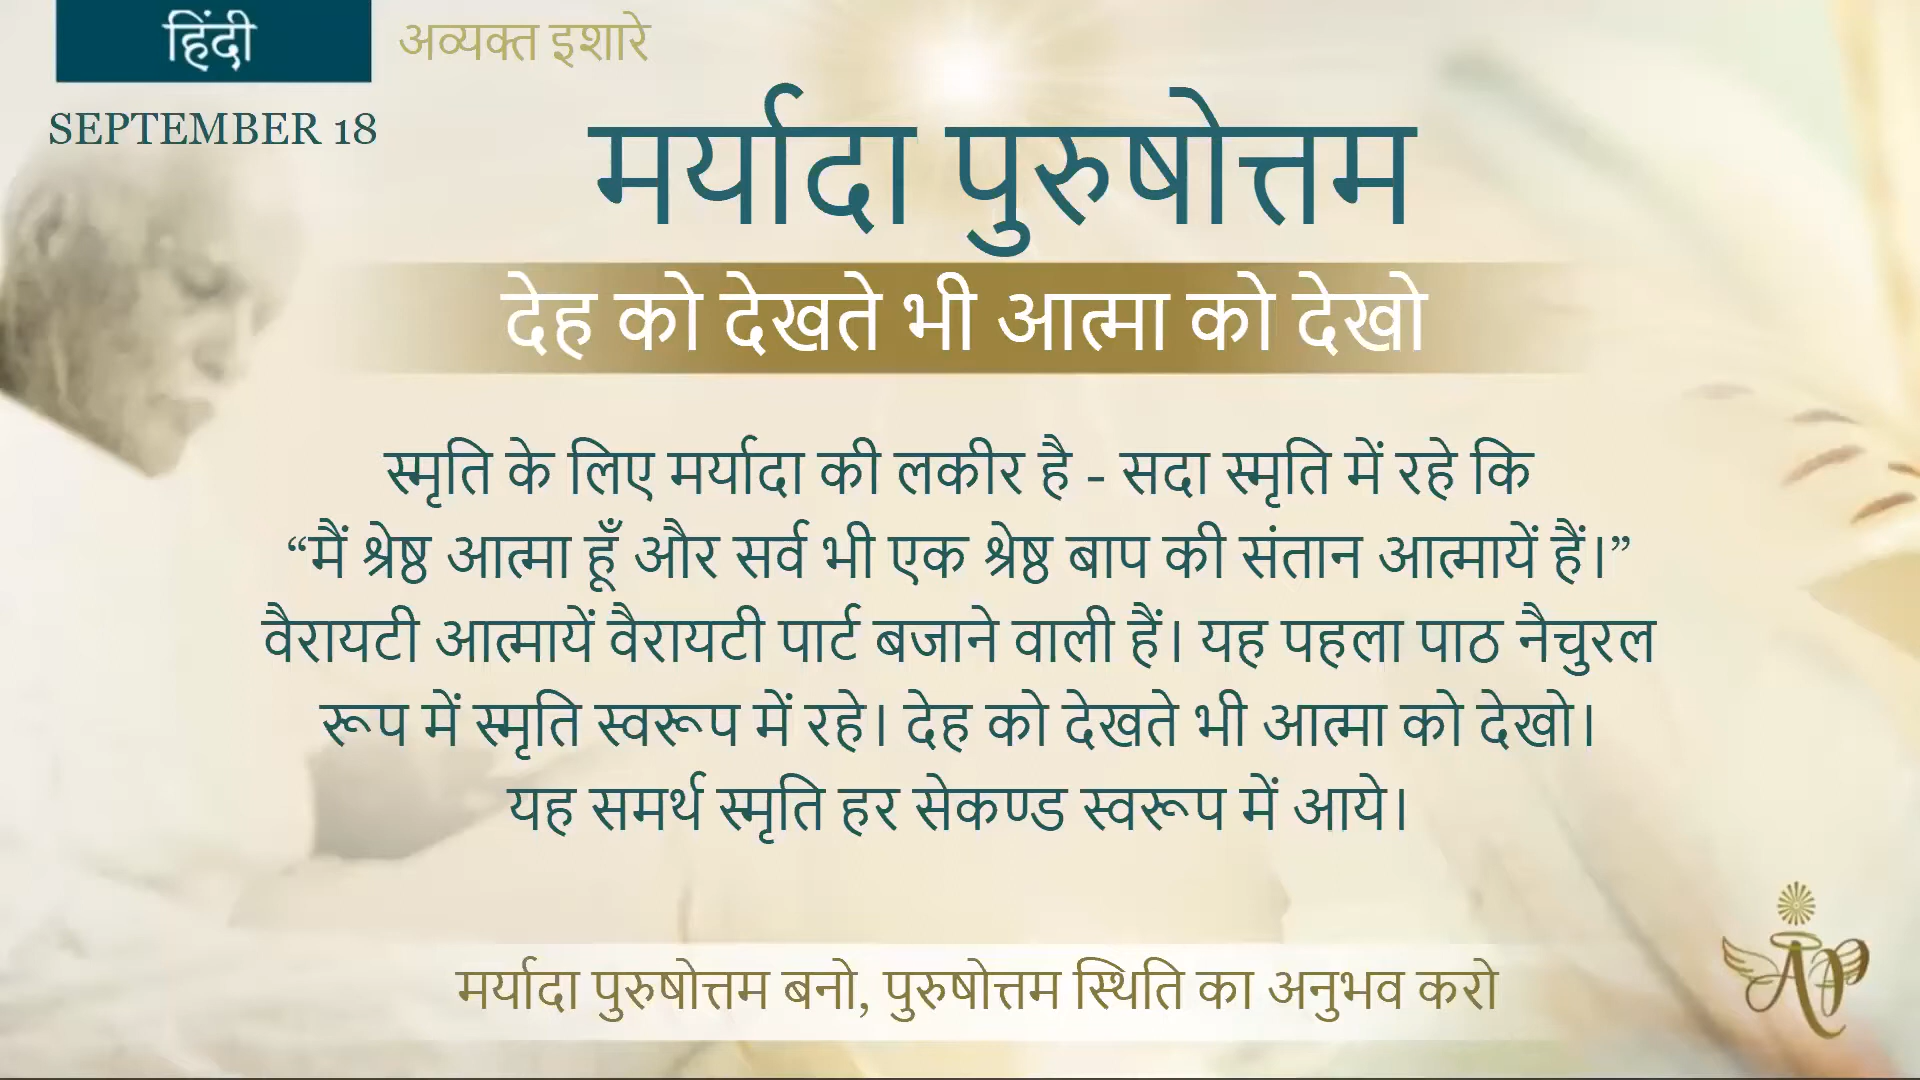 हिंदी
अव्यक्त इशारे
SEPTEMBER 18
मर्यादा पुरुषोत्तम
देह को देखते भी आत्मा को देखो
स्मृति के लिए मर्यादा की लकीर है - सदा स्मृति में रहे कि
“मैं श्रेष्ठ आत्मा हूँ और सर्व भी एक श्रेष्ठ बाप की संतान आत्मायें हैं।”
वैरायटी आत्मायें वैरायटी पार्ट बजाने वाली हैं। यह पहला पाठ नैचुरल
रूप में स्मृति स्वरूप में रहे। देह को देखते भी आत्मा को देखो।
यह समर्थ स्मृति हर सेकण्ड स्वरूप में आये।
मर्यादा पुरुषोत्तम बनो, पुरुषोत्तम स्थिति का अनुभव करो
AP